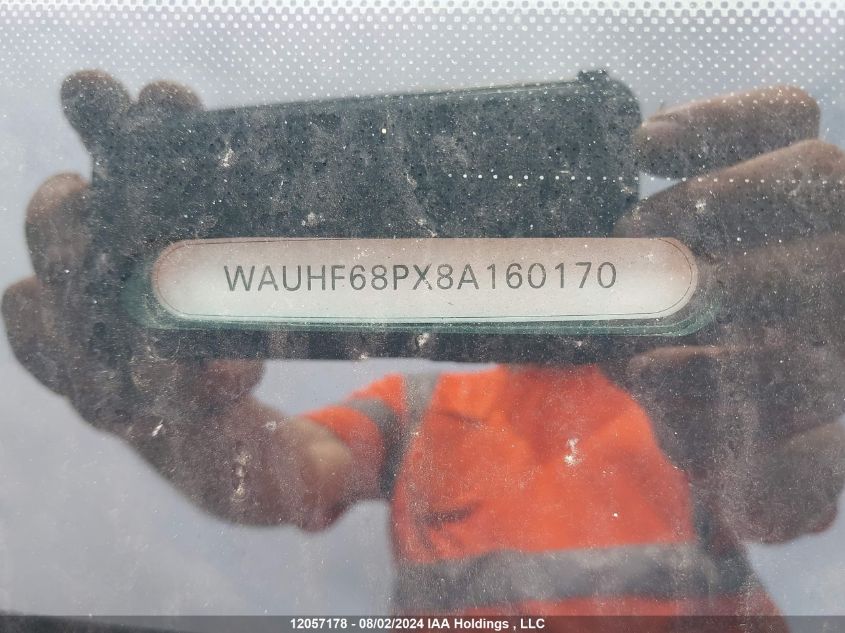 WAUHF68PX8A160170
12057178 - 08/02/2024 IAA Holdings , LLC